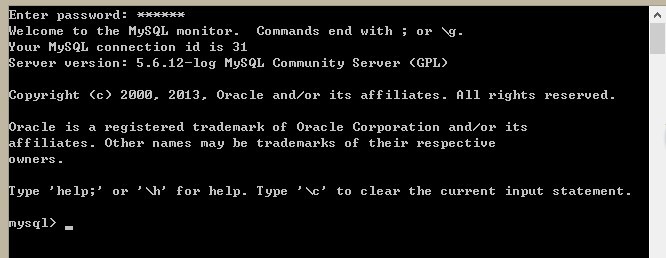 Enter password: ******
Welcome to the MySQL monitor.  Commands end with ; or \g.
Your MySQL connection id is 31
Server version: 5.6.12-log MySQL Community Server (GPL)
Copyright (c) 2000, 2013, Oracle and/or its affiliates. All rights reserved.
Oracle is a registered trademark of Oracle Corporation and/or its
affiliates. Other names may be trademarks of their respective
owners.
Type 'help;' or '\h' for help. Type '\c' to clear the current input statement.
mysql> _